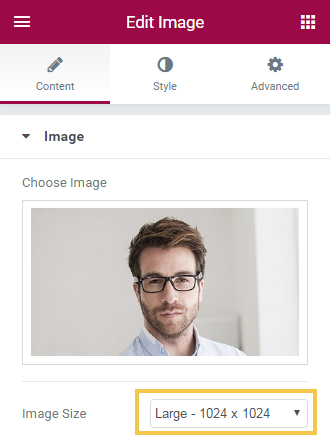 Edit Image
Content Style Advanced
Image
Choose Image
Image Size Large - 1024 x 1024